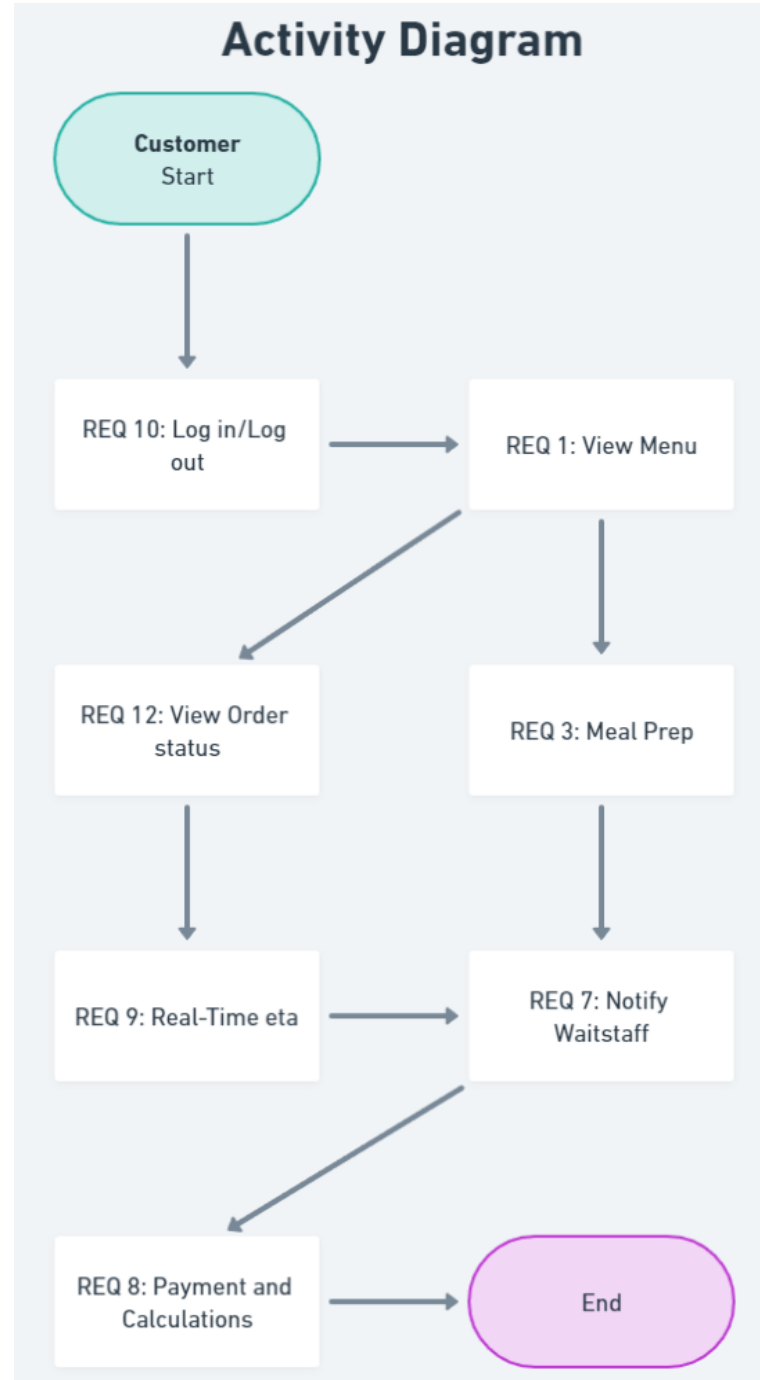 Activity Diagram
Customer
Start
REQ 10: Log in/Log
out
REQ 1: View Menu
REQ 12: View Order
status
REQ 3: Meal Prep
REQ 9: Real-Time eta
REQ 7: Notify
Waitstaff
REQ 8: Payment and
Calculations
End